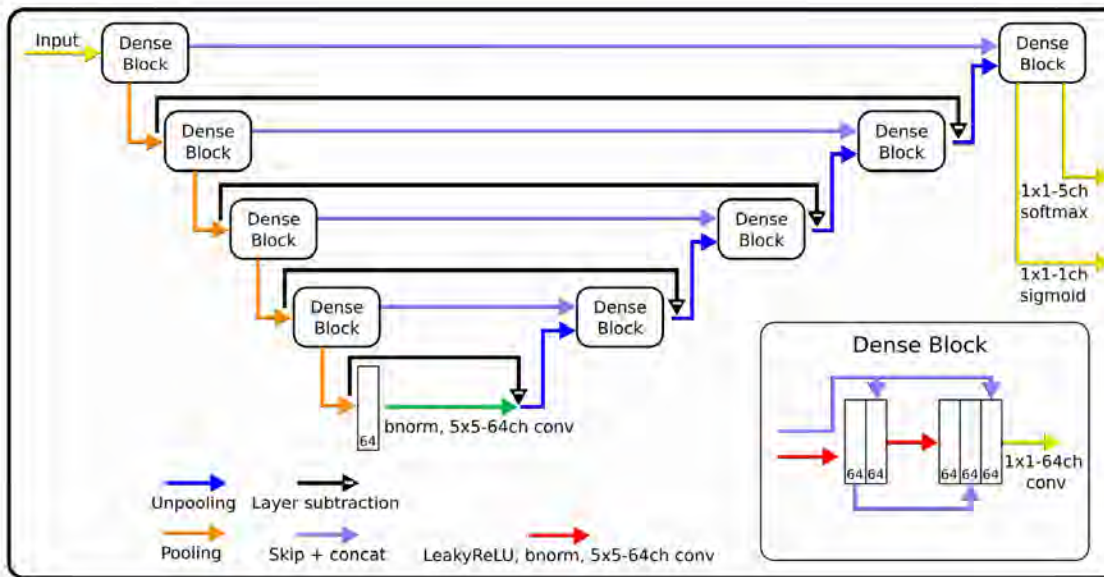 Input
Dense
Block
Dense
Block
Dense
Block
Dense
Block
Dense
Block
Dense
Block
1x1-5ch
softmax
Dense
Block
Dense
Block
1x1-1ch
sigmoid
64
bnorm, 5x5-64ch conv
Dense Block
64 64
64 64 64
1x1-64ch
conv
Unpooling
Layer subtraction
Pooling
Skip + concat
LeakyReLU, bnorm, 5x5-64ch conv